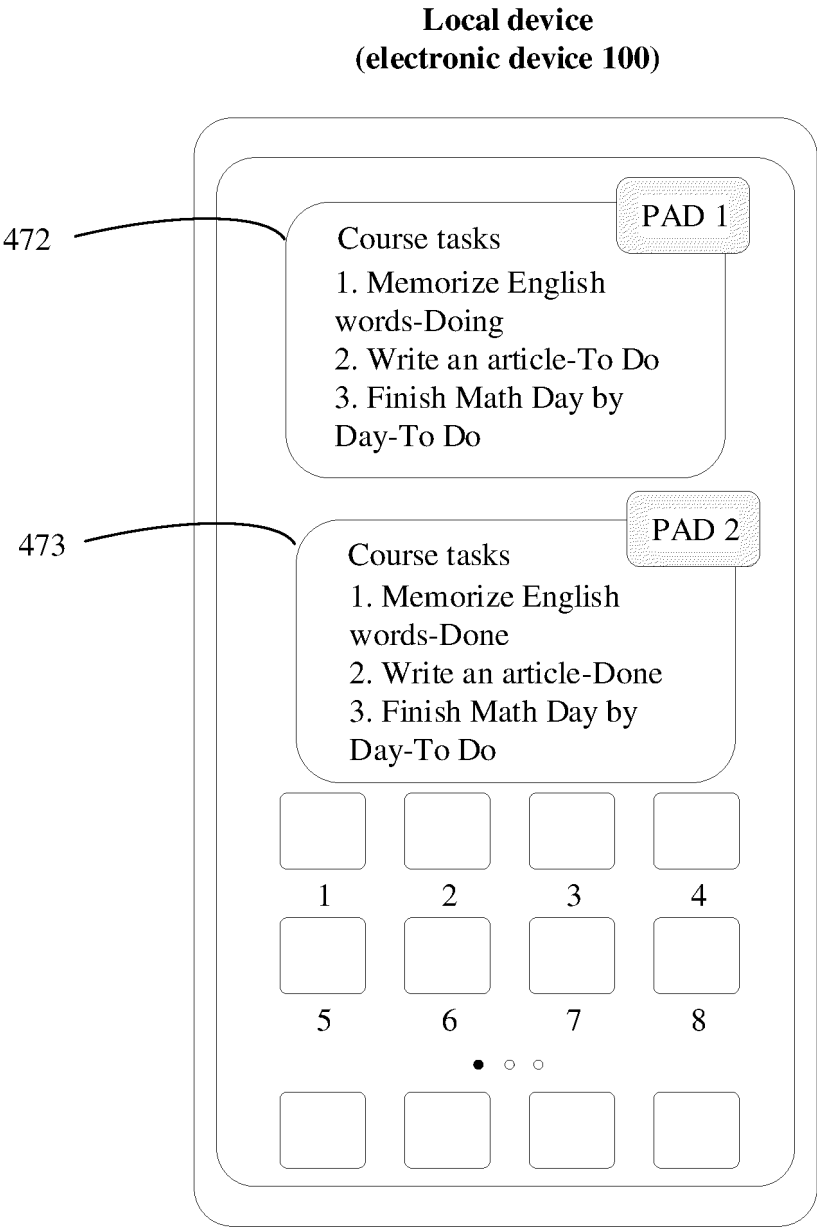 Local device
(electronic device 100)
472
PAD 1
Course tasks
1. Memorize English
words-Doing
2. Write an article-To Do
3. Finish Math Day by
Day-To Do
473
PAD 2
Course tasks
1. Memorize English
words-Done
2. Write an article-Done
3. Finish Math Day by
Day-To Do
1 2 3 4
5 6 7 8